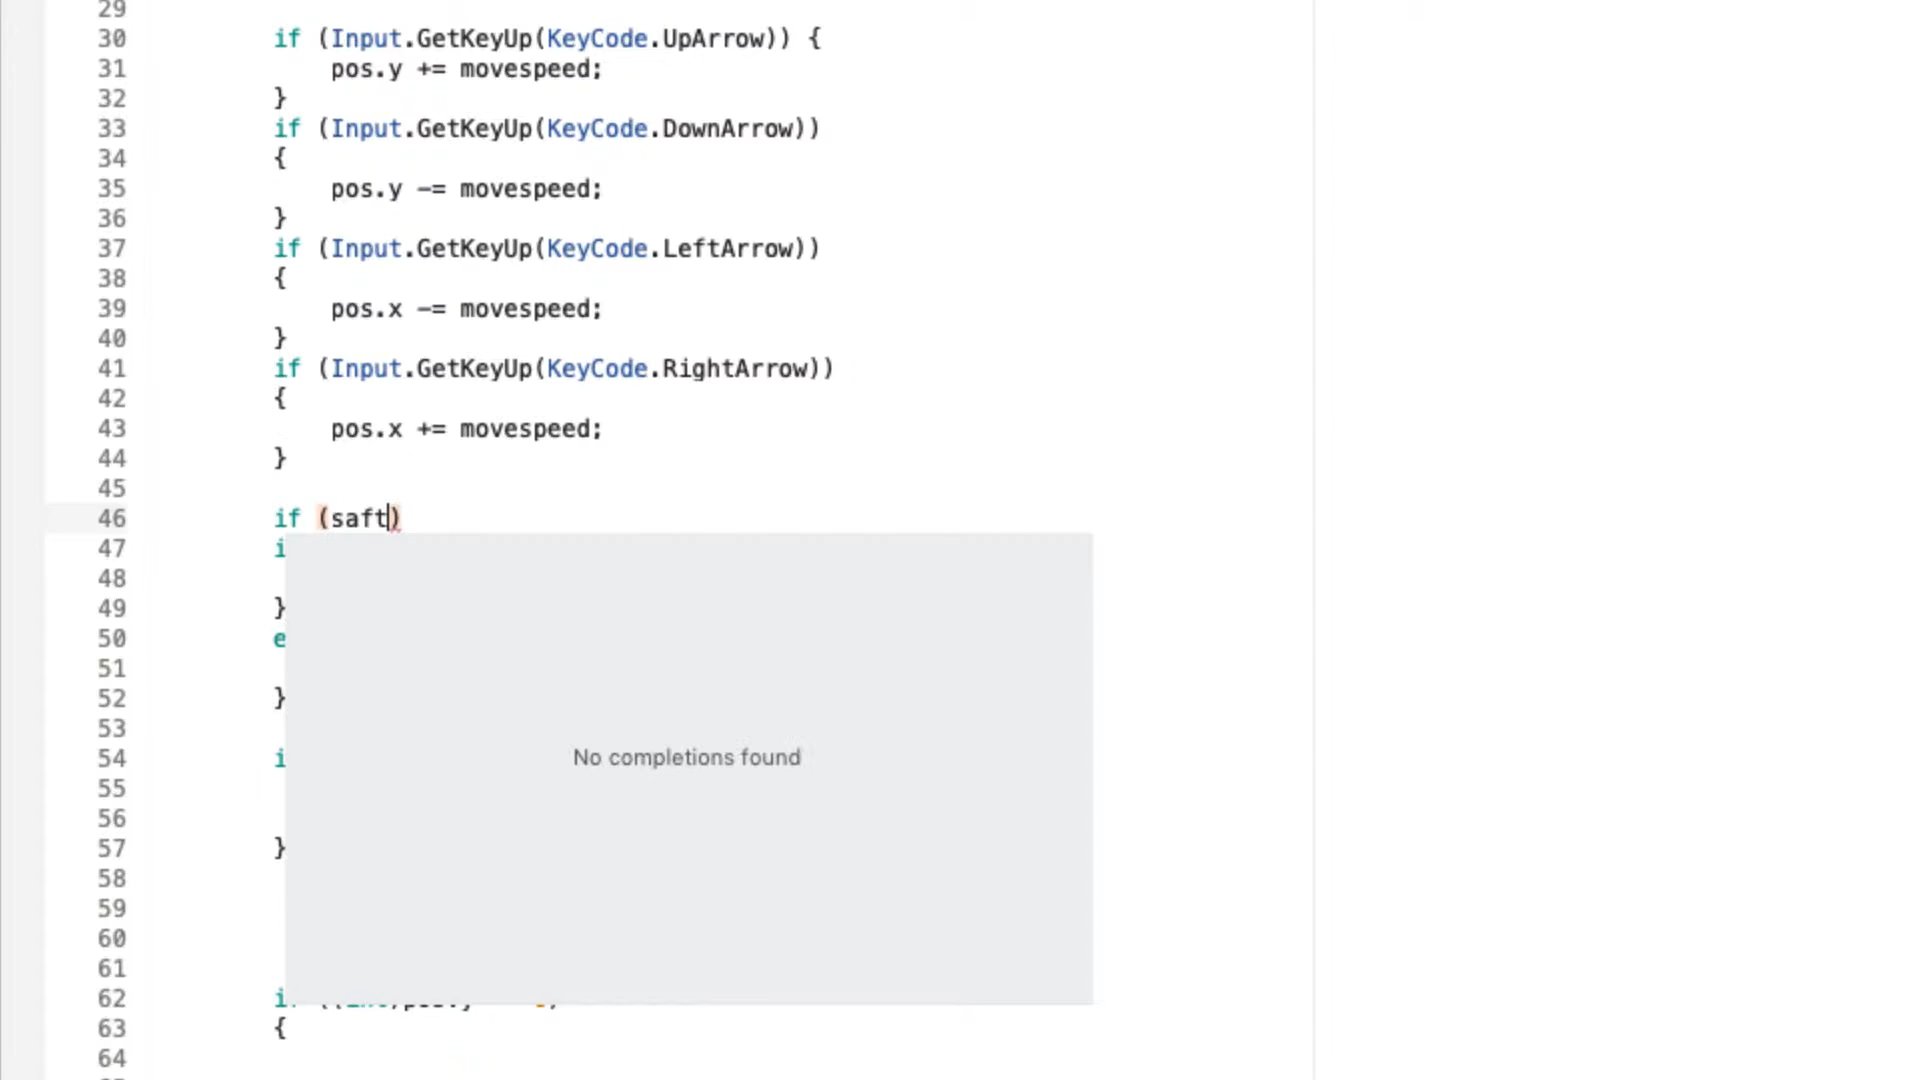 29
30 if (Input.GetKeyUp(KeyCode.UpArrow)) {
31 pos.y += movespeed;
32 }
33 if (Input.GetKeyUp(KeyCode.DownArrow))
34 {
35 pos.y -= movespeed;
36 }
37 if (Input.GetKeyUp(KeyCode.LeftArrow))
38 {
39 pos.x -= movespeed;
40 }
41 if (Input.GetKeyUp(KeyCode.RightArrow))
42 {
43 pos.x += movespeed;
44 }
45
46 if (saft)
47 i
48
49 }
50 e
51
52 }
53
54 i
No completions found
55
56
57 }
58
59
60
61
62
63 {
64